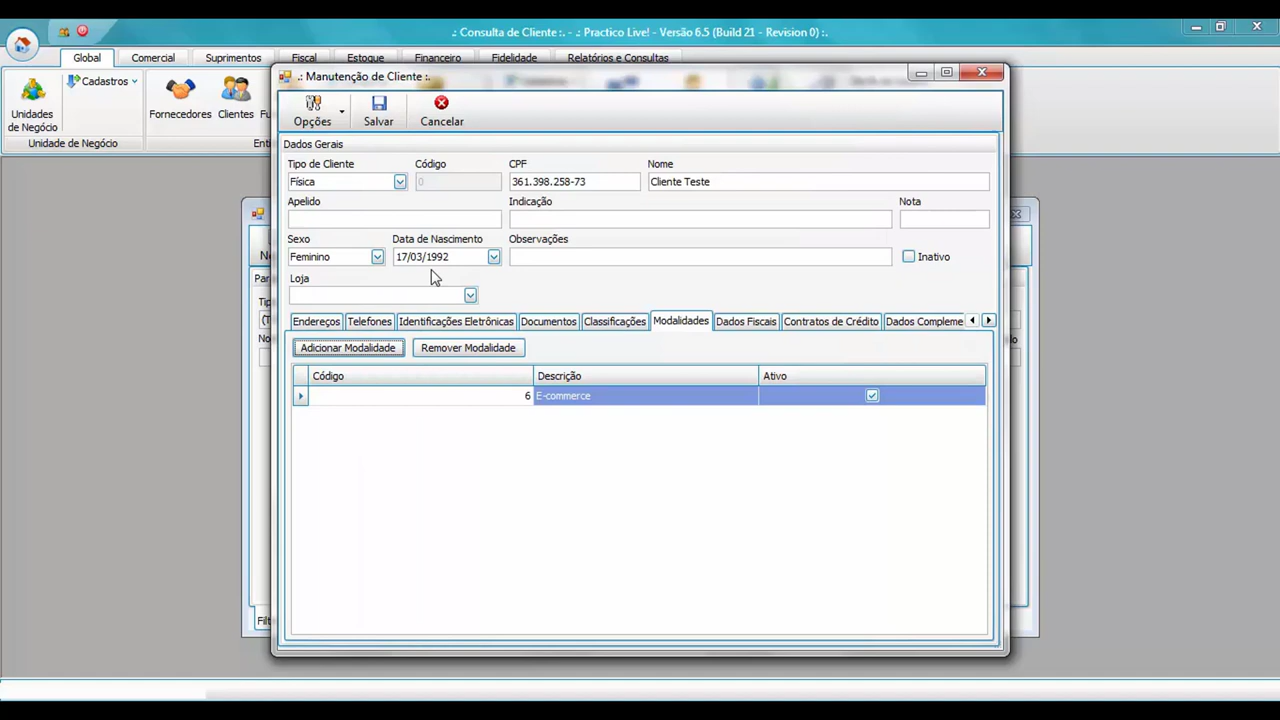 .: Consulta de Cliente :. - .: Practico Live! - Versão 6.5 (Build 21 - Revision 0) :.
Global Comercial Suprimentos Fiscal Estoque Financeiro Fidelidade Relatórios e Consultas
Unidades de Negócio
Cadastros
Fornecedores Clientes
Unidade de Negócio
.: Manutenção de Cliente :.
Opções Salvar Cancelar
Dados Gerais
Tipo de Cliente Código CPF Nome
Física 0 361.398.258-73 Cliente Teste
Apelido Indicação Nota
Sexo Data de Nascimento Observações
Feminino 17/03/1992 Inativo
Loja
Endereços Telefones Identificações Eletrônicas Documentos Classificações Modalidades Dados Fiscais Contratos de Crédito Dados Compleme
Adicionar Modalidade Remover Modalidade
Código Descrição Ativo
6 E-commerce